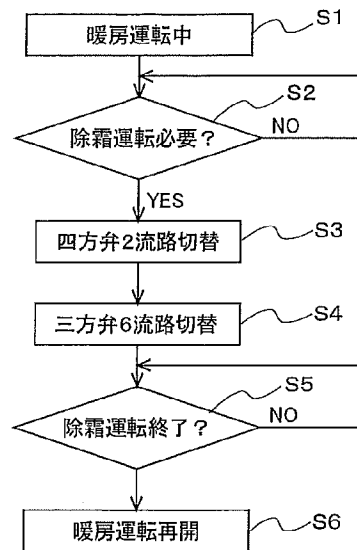 暖房運転中
S1
除霜運転必要？
S2
NO
YES
四方弁2流路切替
S3
三方弁6流路切替
S4
除霜運転終了？
S5
NO
暖房運転再開
S6